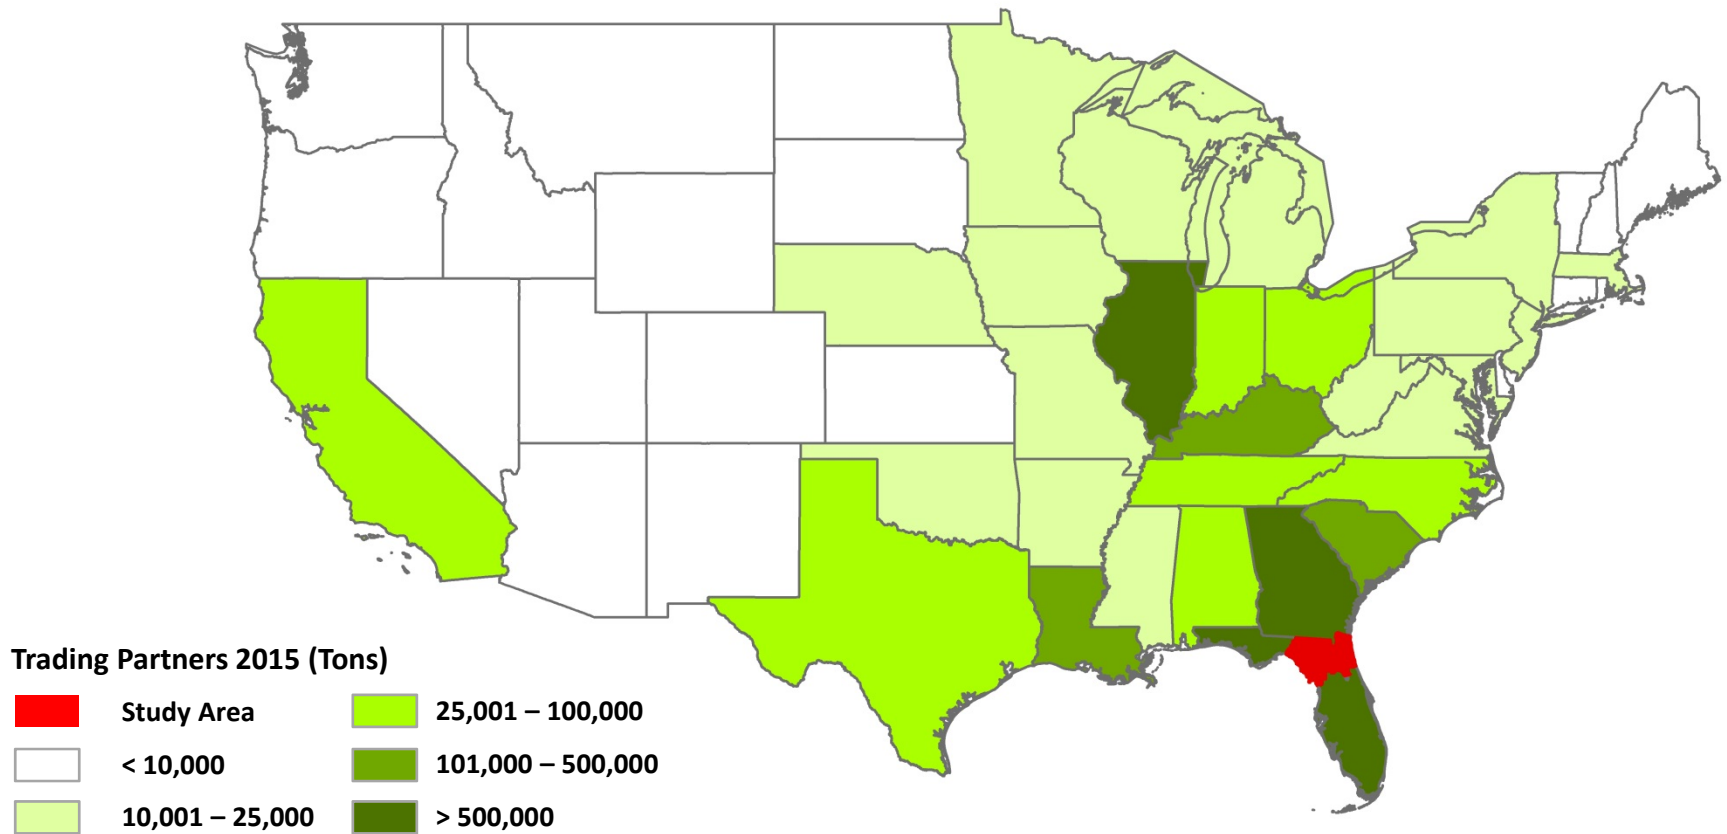 Trading Partners 2015 (Tons)
Study Area
< 10,000
10,001 – 25,000
25,001 – 100,000
101,000 – 500,000
> 500,000